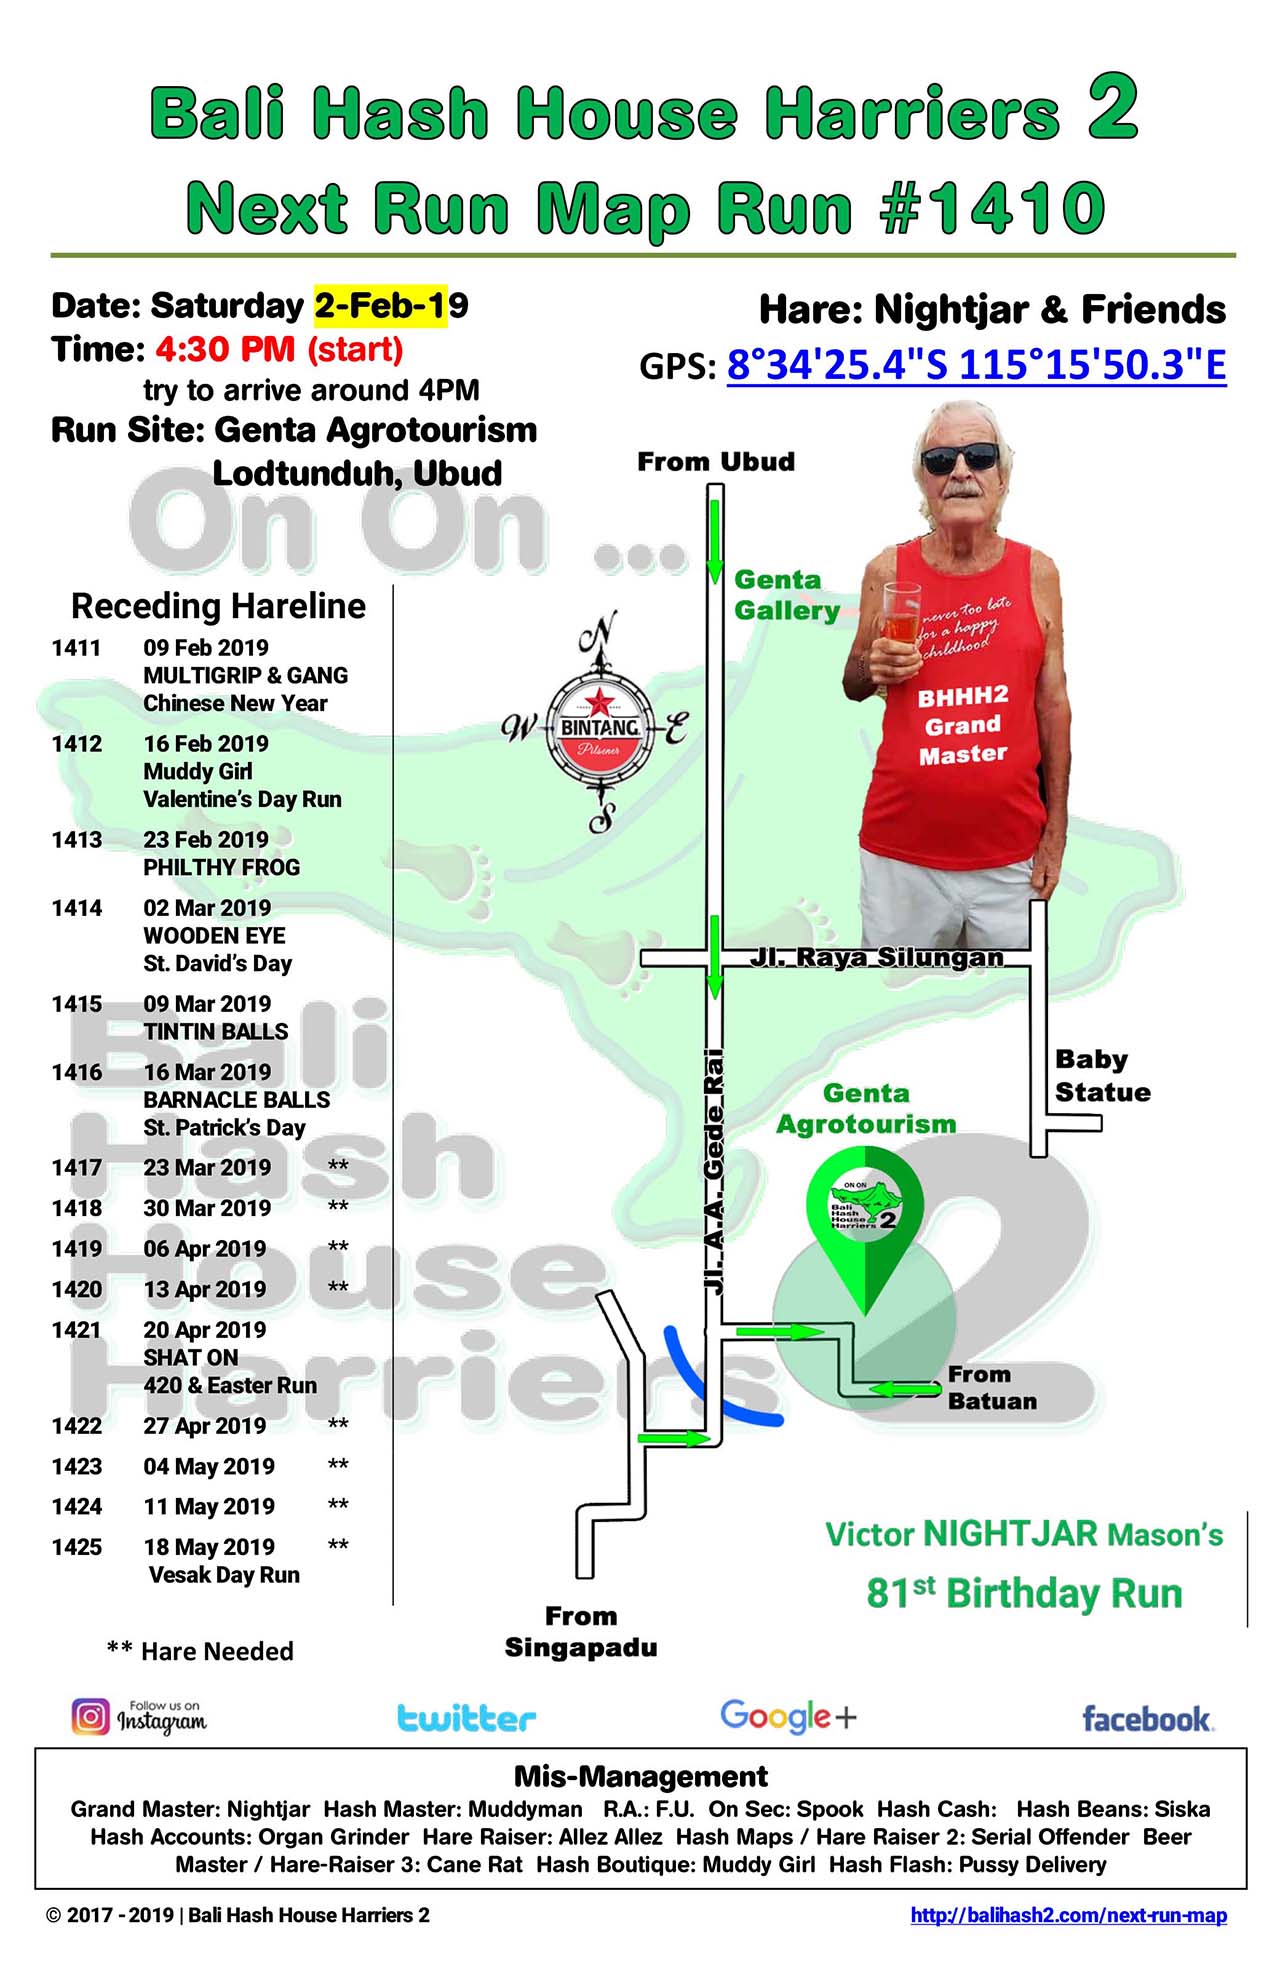 Bali Hash House Harriers 2
Next Run Map Run #1410
Date: Saturday 2-Feb-19
Time: 4:30 PM (start)
try to arrive around 4PM
Run Site: Genta Agrotourism
Lodtunduh, Ubud
Hare: Nightjar & Friends
GPS: 8°34'25.4"S 115°15'50.3"E
On On ...
Receding Hareline
1411 09 Feb 2019
MULTIGRIP & GANG
Chinese New Year
1412 16 Feb 2019
Muddy Girl
Valentine's Day Run
1413 23 Feb 2019
PHILTHY FROG
1414 02 Mar 2019
WOODEN EYE
St. David's Day
1415 09 Mar 2019
TINTIN BALLS
1416 16 Mar 2019
BARNACLE BALLS
St. Patrick's Day
1417 23 Mar 2019 **
1418 30 Mar 2019 **
1419 06 Apr 2019 **
1420 13 Apr 2019 **
1421 20 Apr 2019
SHAT ON
420 & Easter Run
1422 27 Apr 2019 **
1423 04 May 2019 **
1424 11 May 2019 **
1425 18 May 2019 **
Vesak Day Run
** Hare Needed
Bali
Hash
House
Harriers 2
From Ubud
Genta
Gallery
N
W E
S
BINTANG
Pilsener
never too late
for a happy
childhood
BHHH2
Grand
Master
Jl. Raya Silungan
Jl. A.A. Gede Rai
Baby
Statue
Genta
Agrotourism
ON ON
Bali
Hash
House
Harriers 2
From
Batuan
From
Singapadu
Victor NIGHTJAR Mason's
81st Birthday Run
Follow us on
Instagram
twitter
Google+
facebook
Mis-Management
Grand Master: Nightjar Hash Master: Muddyman R.A.: F.U. On Sec: Spook Hash Cash: Hash Beans: Siska
Hash Accounts: Organ Grinder Hare Raiser: Allez Allez Hash Maps / Hare Raiser 2: Serial Offender Beer
Master / Hare-Raiser 3: Cane Rat Hash Boutique: Muddy Girl Hash Flash: Pussy Delivery
© 2017 - 2019 | Bali Hash House Harriers 2
http://balihash2.com/next-run-map